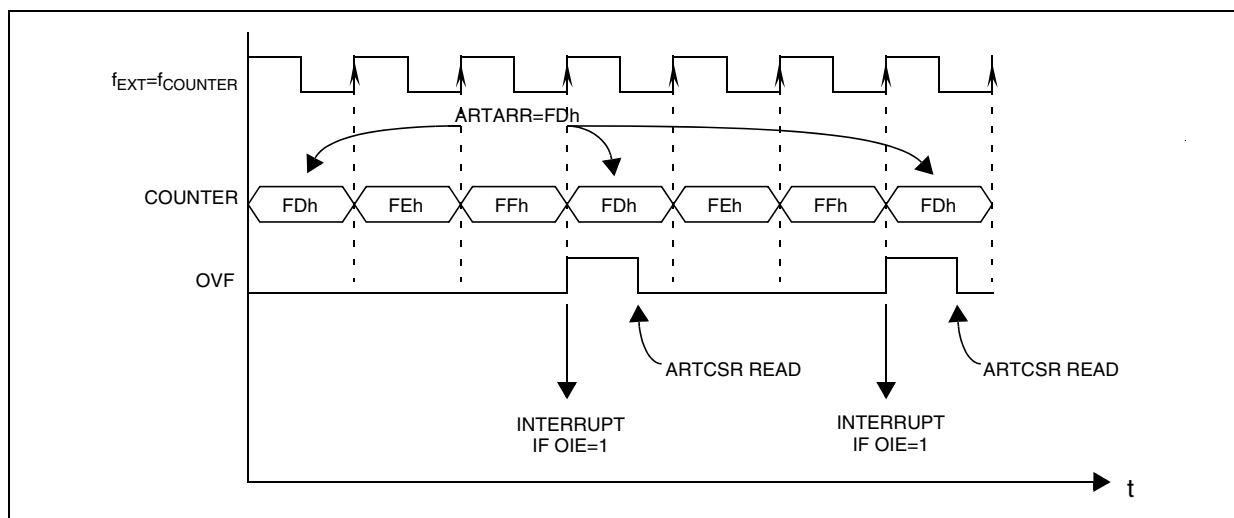 fEXT=fCOUNTER
ARTARR=FDh
COUNTER
FDh FEh FFh FDh FEh FFh FDh
OVF
ARTCSR READ ARTCSR READ
INTERRUPT INTERRUPT
IF OIE=1 IF OIE=1
t